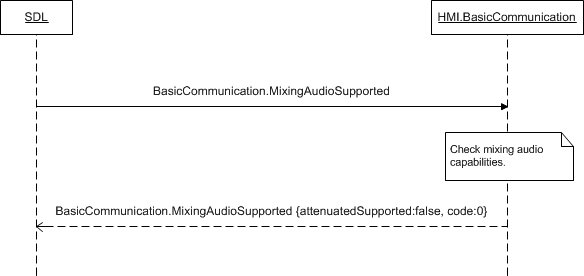 SDL
HMI.BasicCommunication
BasicCommunication.MixingAudioSupported
Check mixing audio
capabilities.
BasicCommunication.MixingAudioSupported {attenuatedSupported:false, code:0}